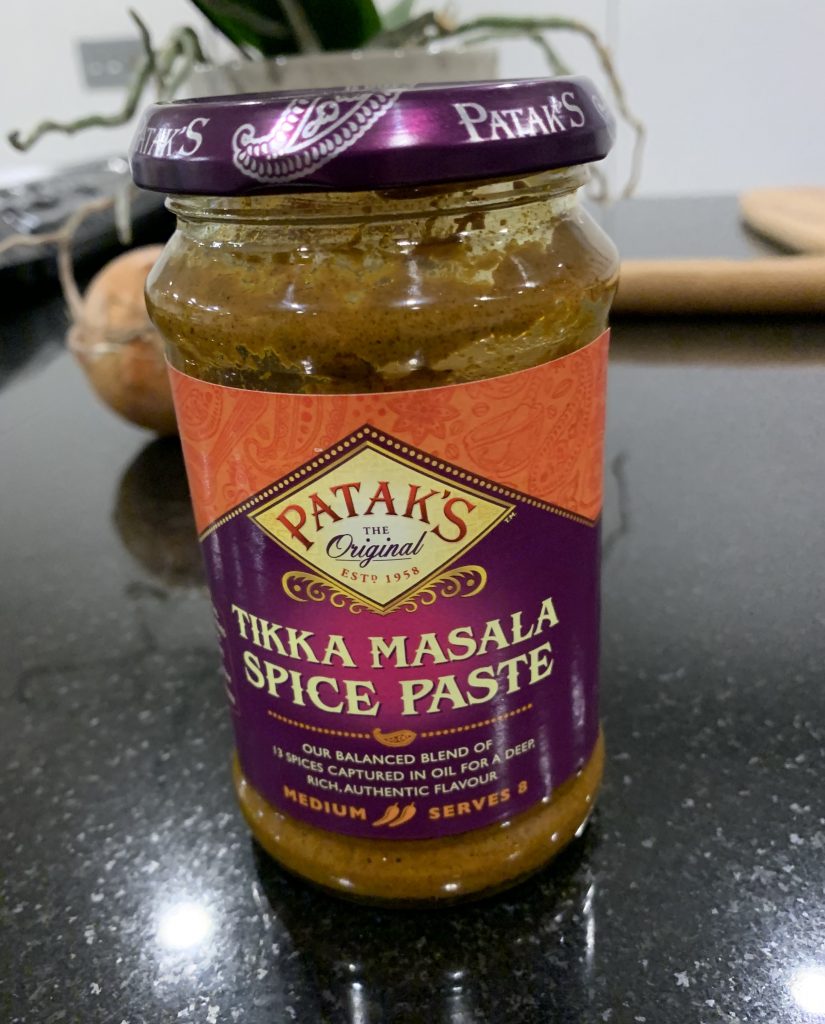 PATAK'S
PATAK'S
PATAK'S
THE
Original
ESTD 1958
TM
TIKKA MASALA
SPICE PASTE
OUR BALANCED BLEND OF
13 SPICES CAPTURED IN OIL FOR A DEEP,
RICH, AUTHENTIC FLAVOUR
MEDIUM SERVES 8